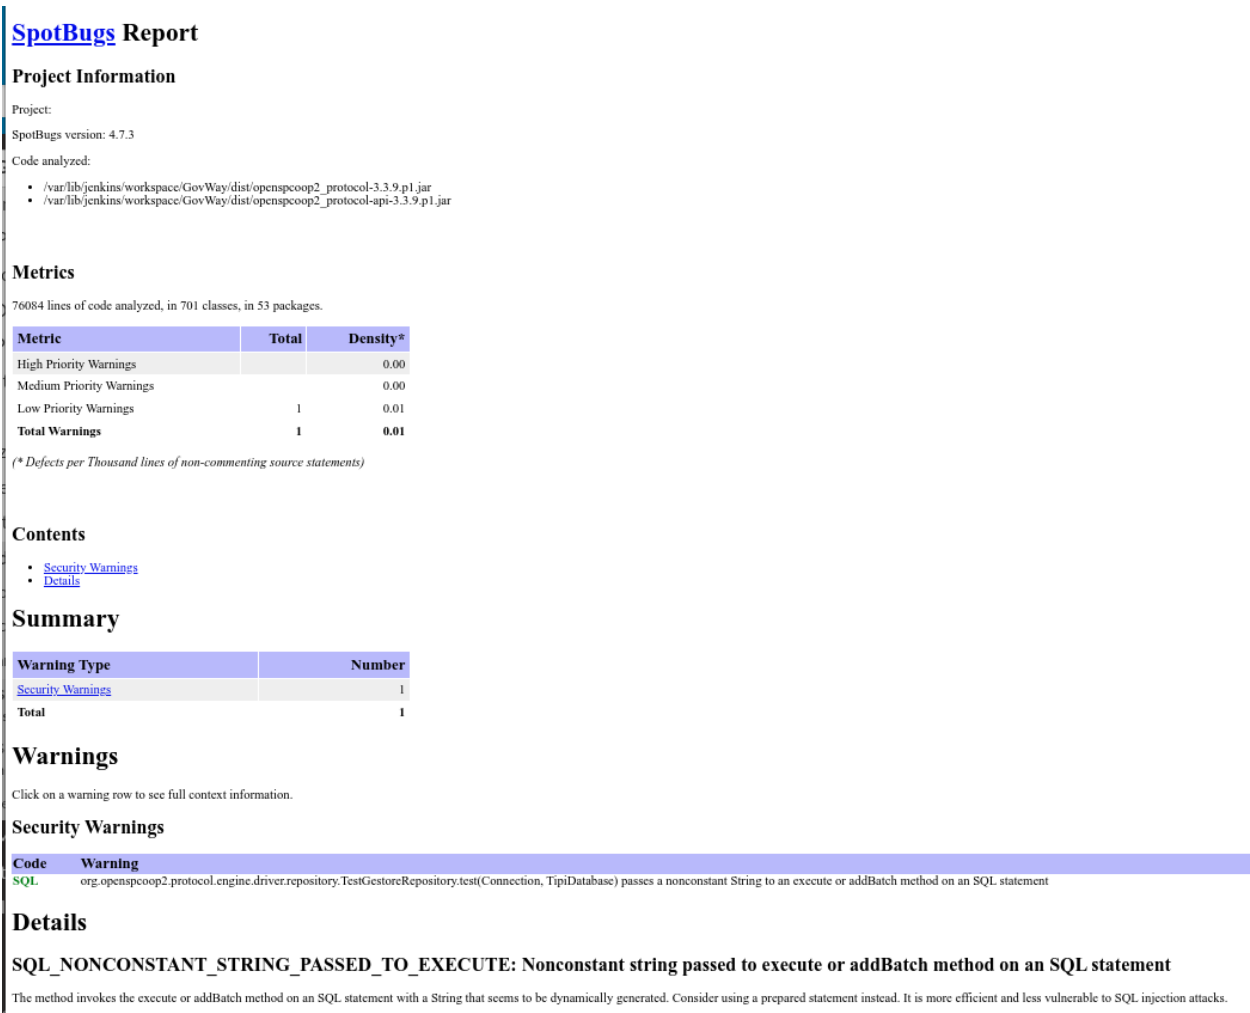 SpotBugs Report
Project Information
Project:
SpotBugs version: 4.7.3
Code analyzed:
• /var/lib/jenkins/workspace/GovWay/dist/openspcoop2_protocol-3.3.9.p1.jar
• /var/lib/jenkins/workspace/GovWay/dist/openspcoop2_protocol-api-3.3.9.p1.jar
Metrics
76084 lines of code analyzed, in 701 classes, in 53 packages.
Metric Total Density*
High Priority Warnings 0.00
Medium Priority Warnings 0.00
Low Priority Warnings 1 0.01
Total Warnings 1 0.01
(* Defects per Thousand lines of non-commenting source statements)
Contents
• Security Warnings
• Details
Summary
Warning Type Number
Security Warnings 1
Total 1
Warnings
Click on a warning row to see full context information.
Security Warnings
Code Warning
SQL org.openspcoop2.protocol.engine.driver.repository.TestGestoreRepository.test(Connection, TipiDatabase) passes a nonconstant String to an execute or addBatch method on an SQL statement
Details
SQL_NONCONSTANT_STRING_PASSED_TO_EXECUTE: Nonconstant string passed to execute or addBatch method on an SQL statement
The method invokes the execute or addBatch method on an SQL statement with a String that seems to be dynamically generated. Consider using a prepared statement instead. It is more efficient and less vulnerable to SQL injection attacks.